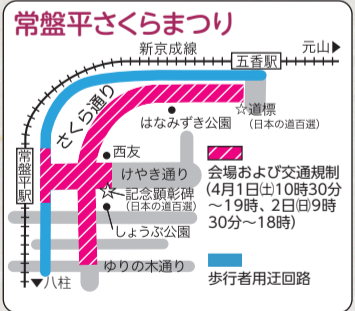 常盤平さくらまつり
新京成線
元山▶
五香駅
さくら通り
☆道標
(日本の道百選)
はなみずき公園
西友
けやき通り
常盤平駅
☆記念顕彰碑
(日本の道百選)
しょうぶ公園
ゆりの木通り
▼八柱
会場および交通規制
(4月1日㈯10時30分
〜19時、2日㈰9時
30分〜18時)
歩行者用迂回路